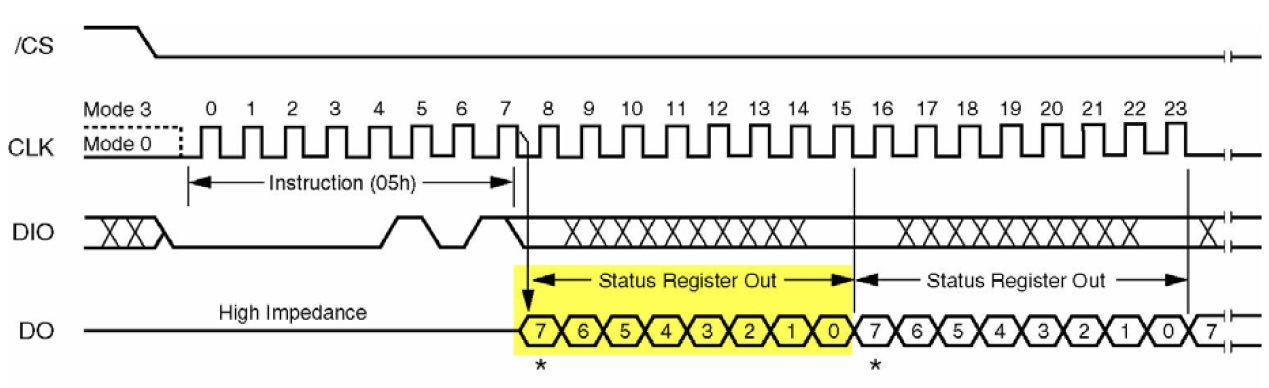 /CS
Mode 3 0 1 2 3 4 5 6 7 8 9 10 11 12 13 14 15 16 17 18 19 20 21 22 23
CLK Mode 0
Instruction (05h)
DIO
Status Register Out Status Register Out
High Impedance
DO 7 6 5 4 3 2 1 0 7 6 5 4 3 2 1 0 7
* *